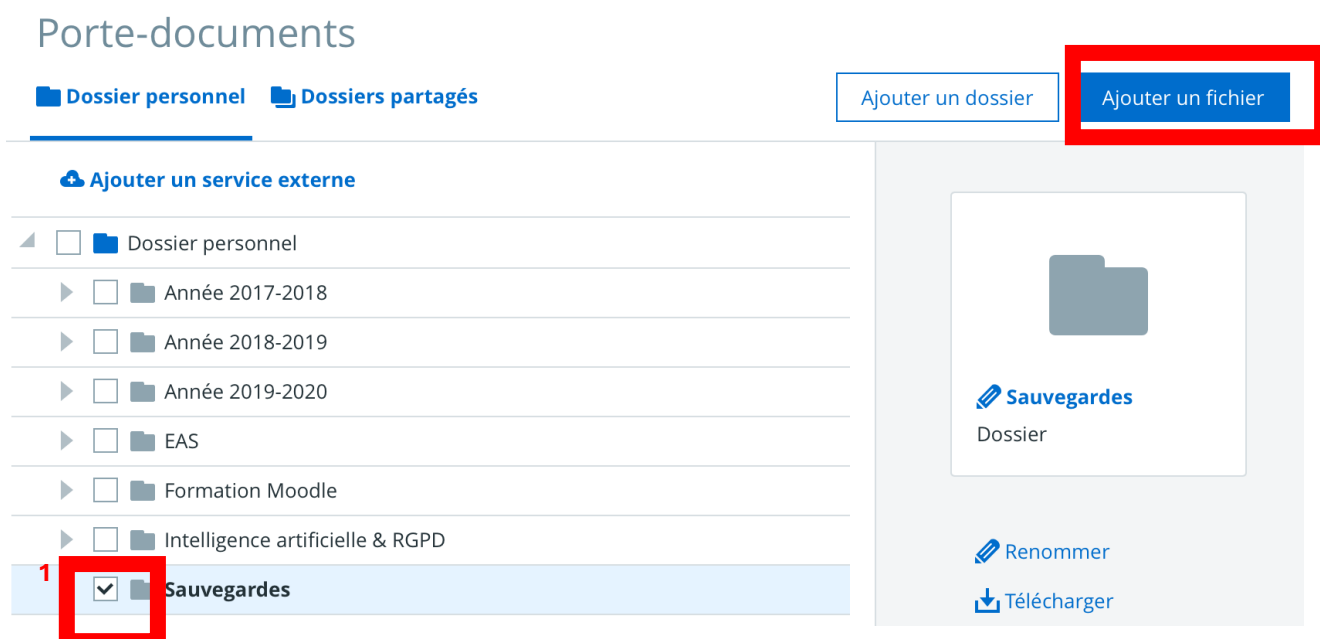 Porte-documents
Dossier personnel
Dossiers partagés
Ajouter un dossier
Ajouter un fichier
Ajouter un service externe
Dossier personnel
Année 2017-2018
Année 2018-2019
Année 2019-2020
EAS
Formation Moodle
Intelligence artificielle & RGPD
1
Sauvegardes
Sauvegardes
Dossier
Renommer
Télécharger